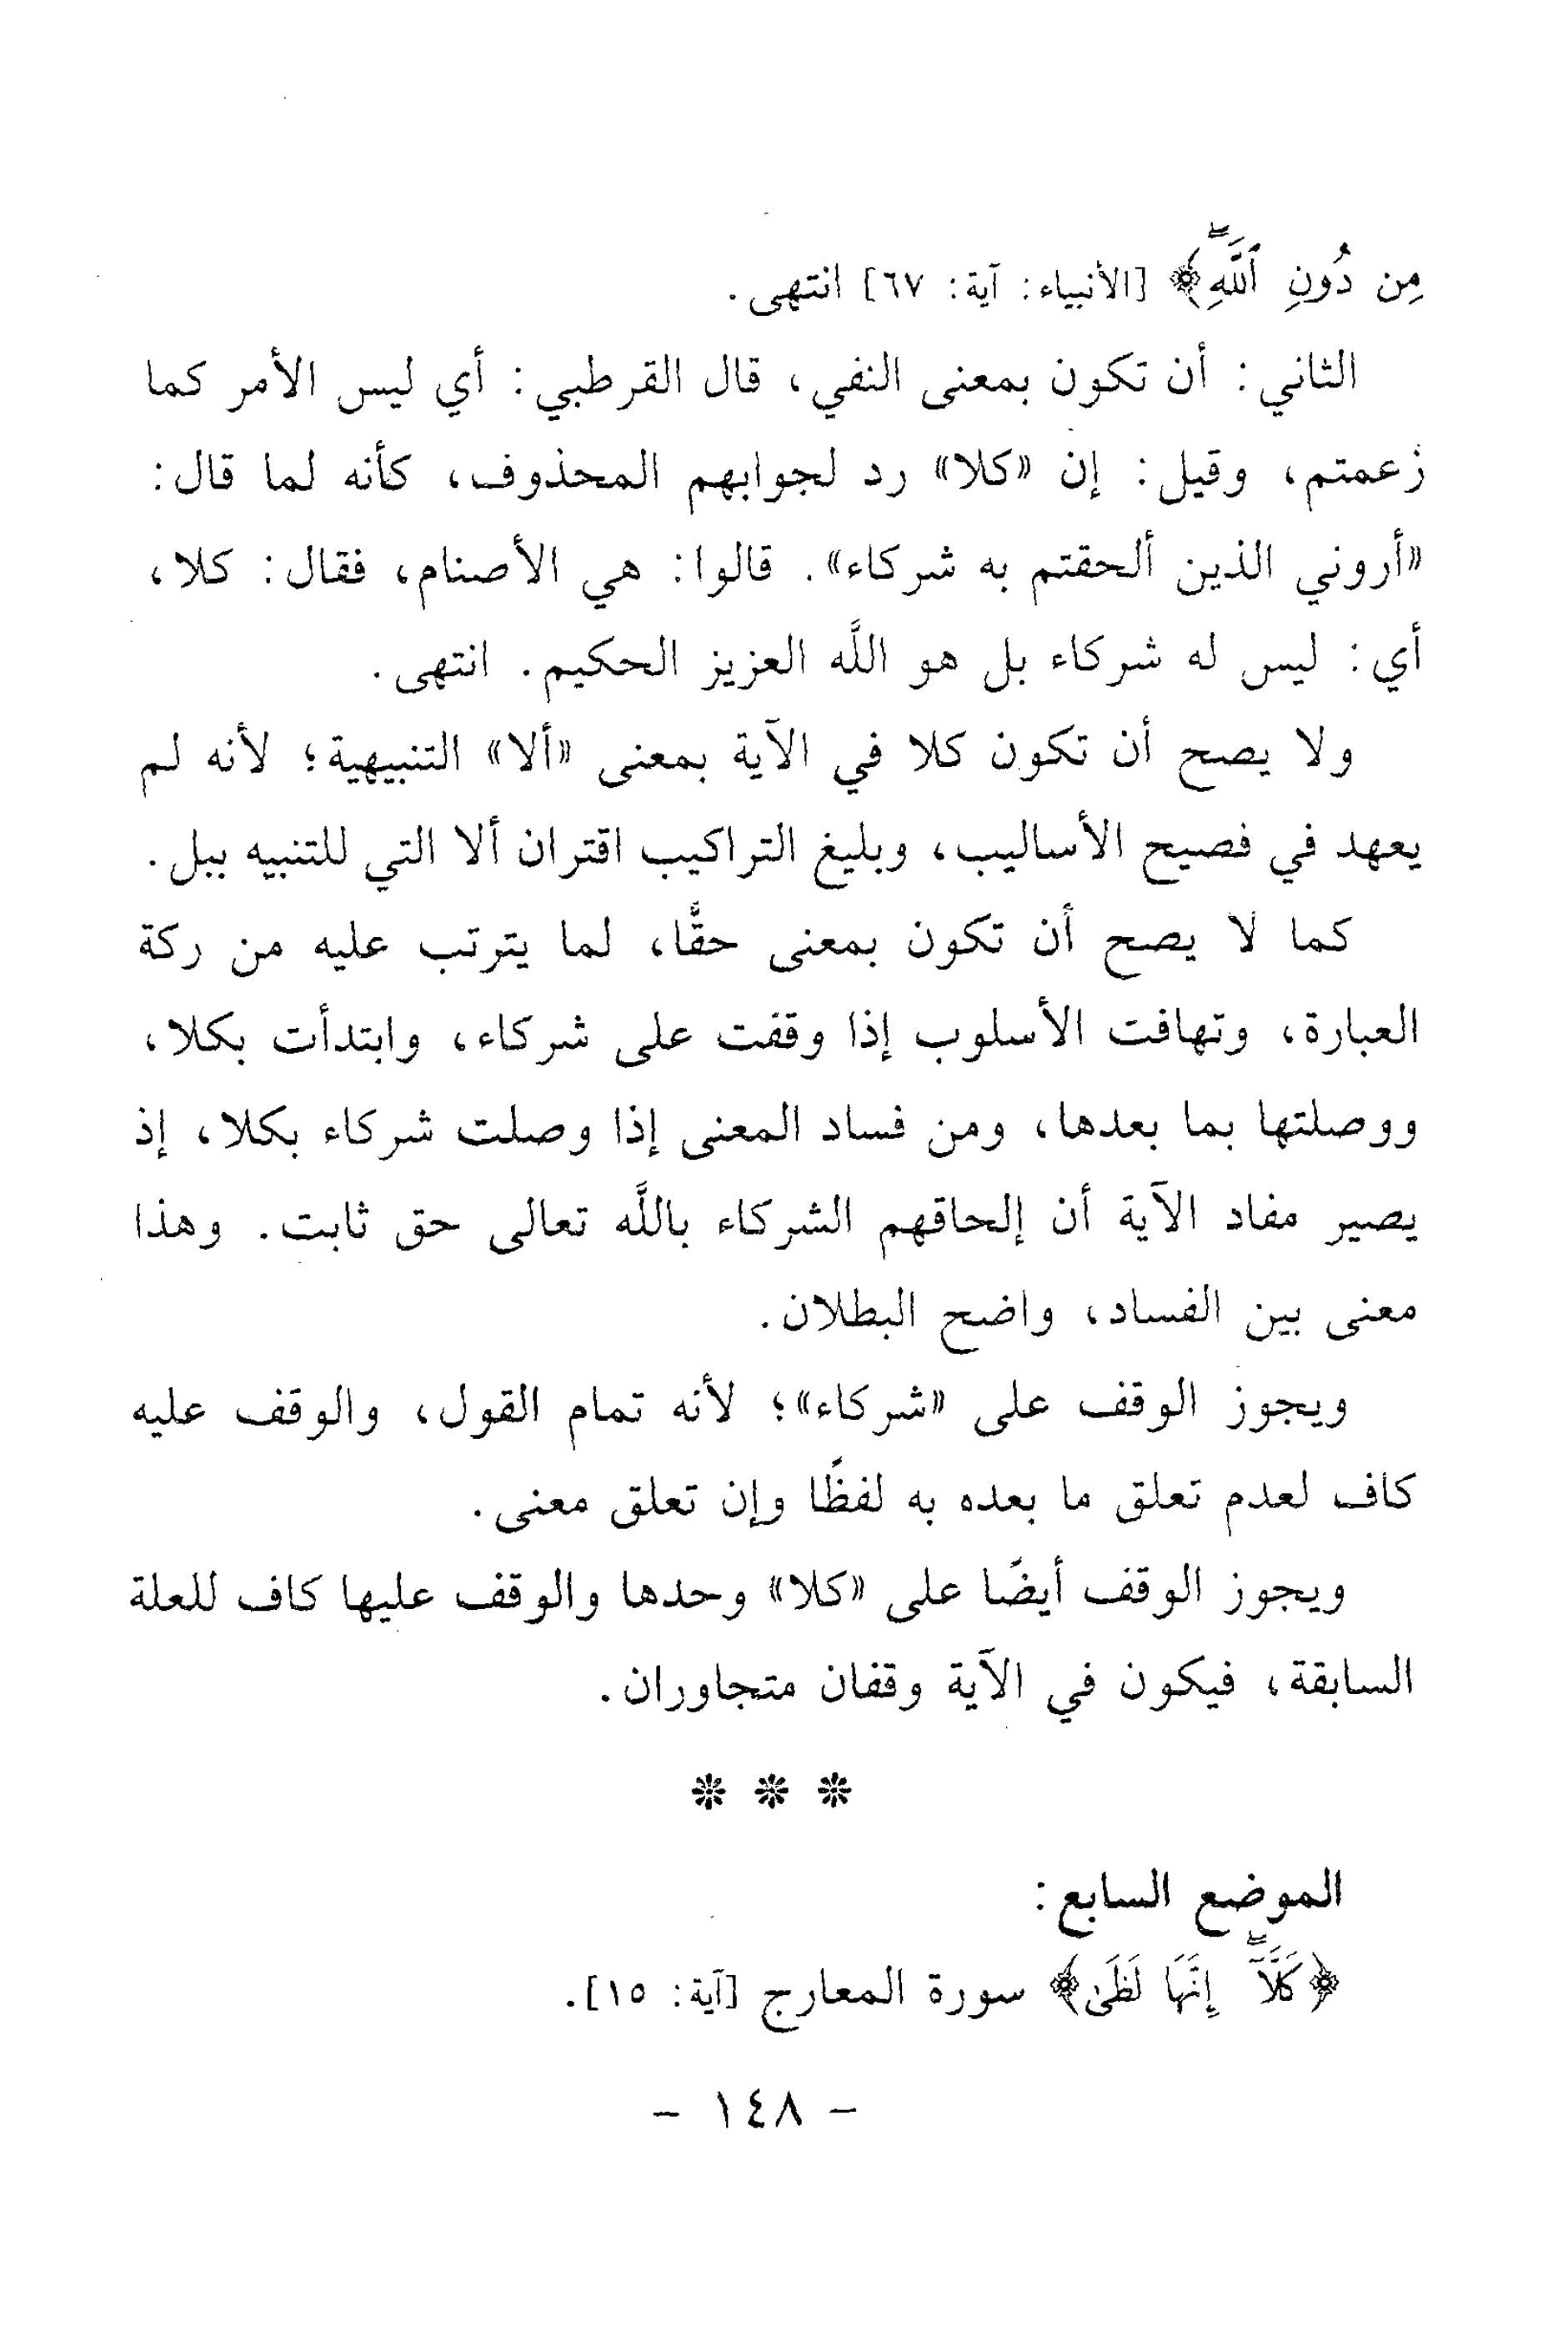 مِن دُونِ ٱللَّهِۖ﴾ [الأنبياء: آية: ٦٧] انتهى.
الثاني: أن تكون بمعنى النفي، قال القرطبي: أي ليس الأمر كما
زعمتم، وقيل: إن «كلا» رد لجوابهم المحذوف، كأنه لما قال:
«أروني الذين ألحقتم به شركاء». قالوا: هي الأصنام، فقال: كلا،
أي: ليس له شركاء بل هو اللَّه العزيز الحكيم. انتهى.
ولا يصح أن تكون كلا في الآية بمعنى «ألا» التنبيهية؛ لأنه لم
يعهد في فصيح الأساليب، وبليغ التراكيب اقتران ألا التي للتنبيه ببل.
كما لا يصح أن تكون بمعنى حقًّا، لما يترتب عليه من ركة
العبارة، وتهافت الأسلوب إذا وقفت على شركاء، وابتدأت بكلا،
ووصلتها بما بعدها، ومن فساد المعنى إذا وصلت شركاء بكلا، إذ
يصير مفاد الآية أن إلحاقهم الشركاء باللَّه تعالى حق ثابت. وهذا
معنى بين الفساد، واضح البطلان.
ويجوز الوقف على «شركاء»؛ لأنه تمام القول، والوقف عليه
كاف لعدم تعلق ما بعده به لفظًا وإن تعلق معنى.
ويجوز الوقف أيضًا على «كلا» وحدها والوقف عليها كاف للعلة
السابقة، فيكون في الآية وقفان متجاوران.
* * *
الموضع السابع:
﴿كَلَّآۖ إِنَّهَا لَظَىٰ﴾ سورة المعارج [آية: ١٥].
- ١٤٨ -